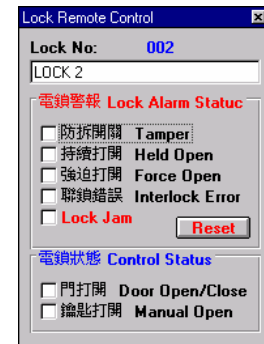 Lock Remote Control
Lock No: 002
LOCK 2
電鎖警報 Lock Alarm Statuc
防拆開關 Tamper
持續打開 Held Open
強迫打開 Force Open
聯鎖錯誤 Interlock Error
Lock Jam
Reset
電鎖狀態 Control Status
門打開 Door Open/Close
鑰匙打開 Manual Open